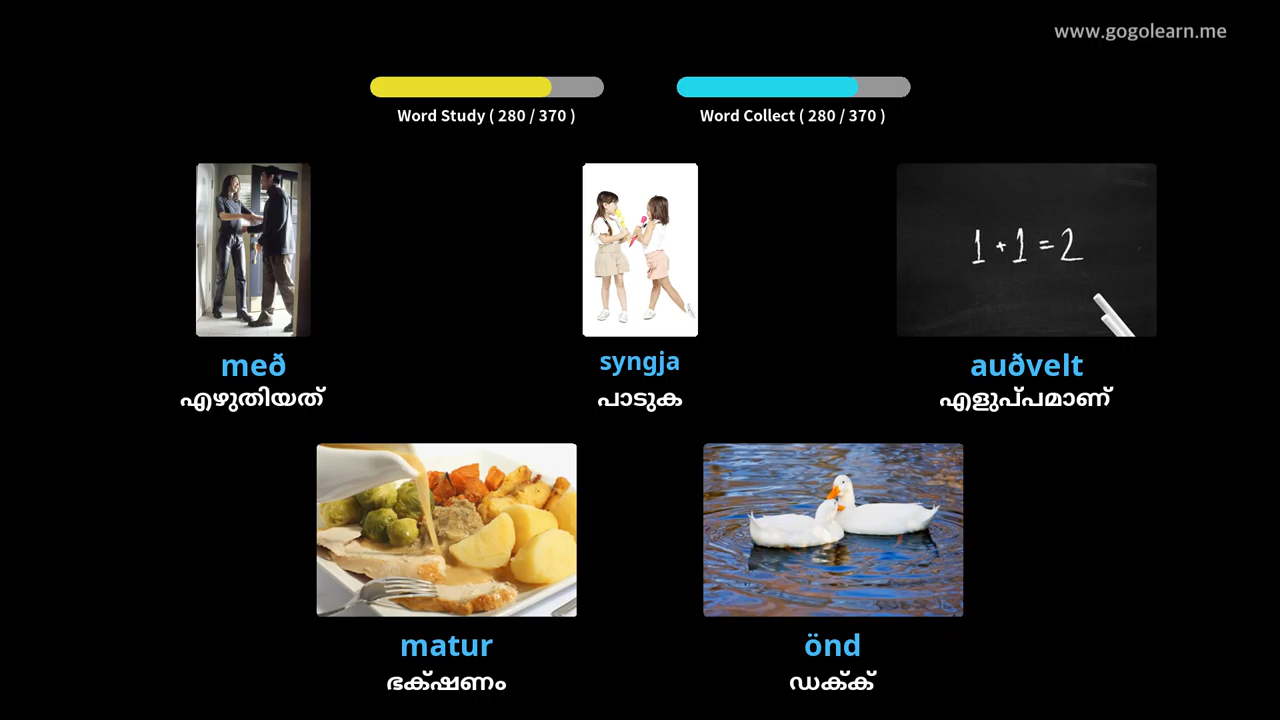 www.gogolearn.me
Word Study ( 280 / 370 )
Word Collect ( 280 / 370 )
1 + 1 = 2
með
എഴുതിയത്
syngja
പാടുക
auðvelt
എളുപ്പമാണ്
matur
ഭക്ഷണം
önd
ഡക്ക്